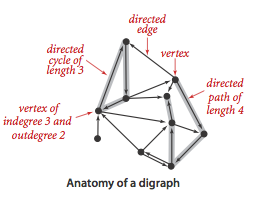 directed
edge
directed
cycle of
length 3
vertex
directed
path of
length 4
vertex of
indegree 3 and
outdegree 2
Anatomy of a digraph